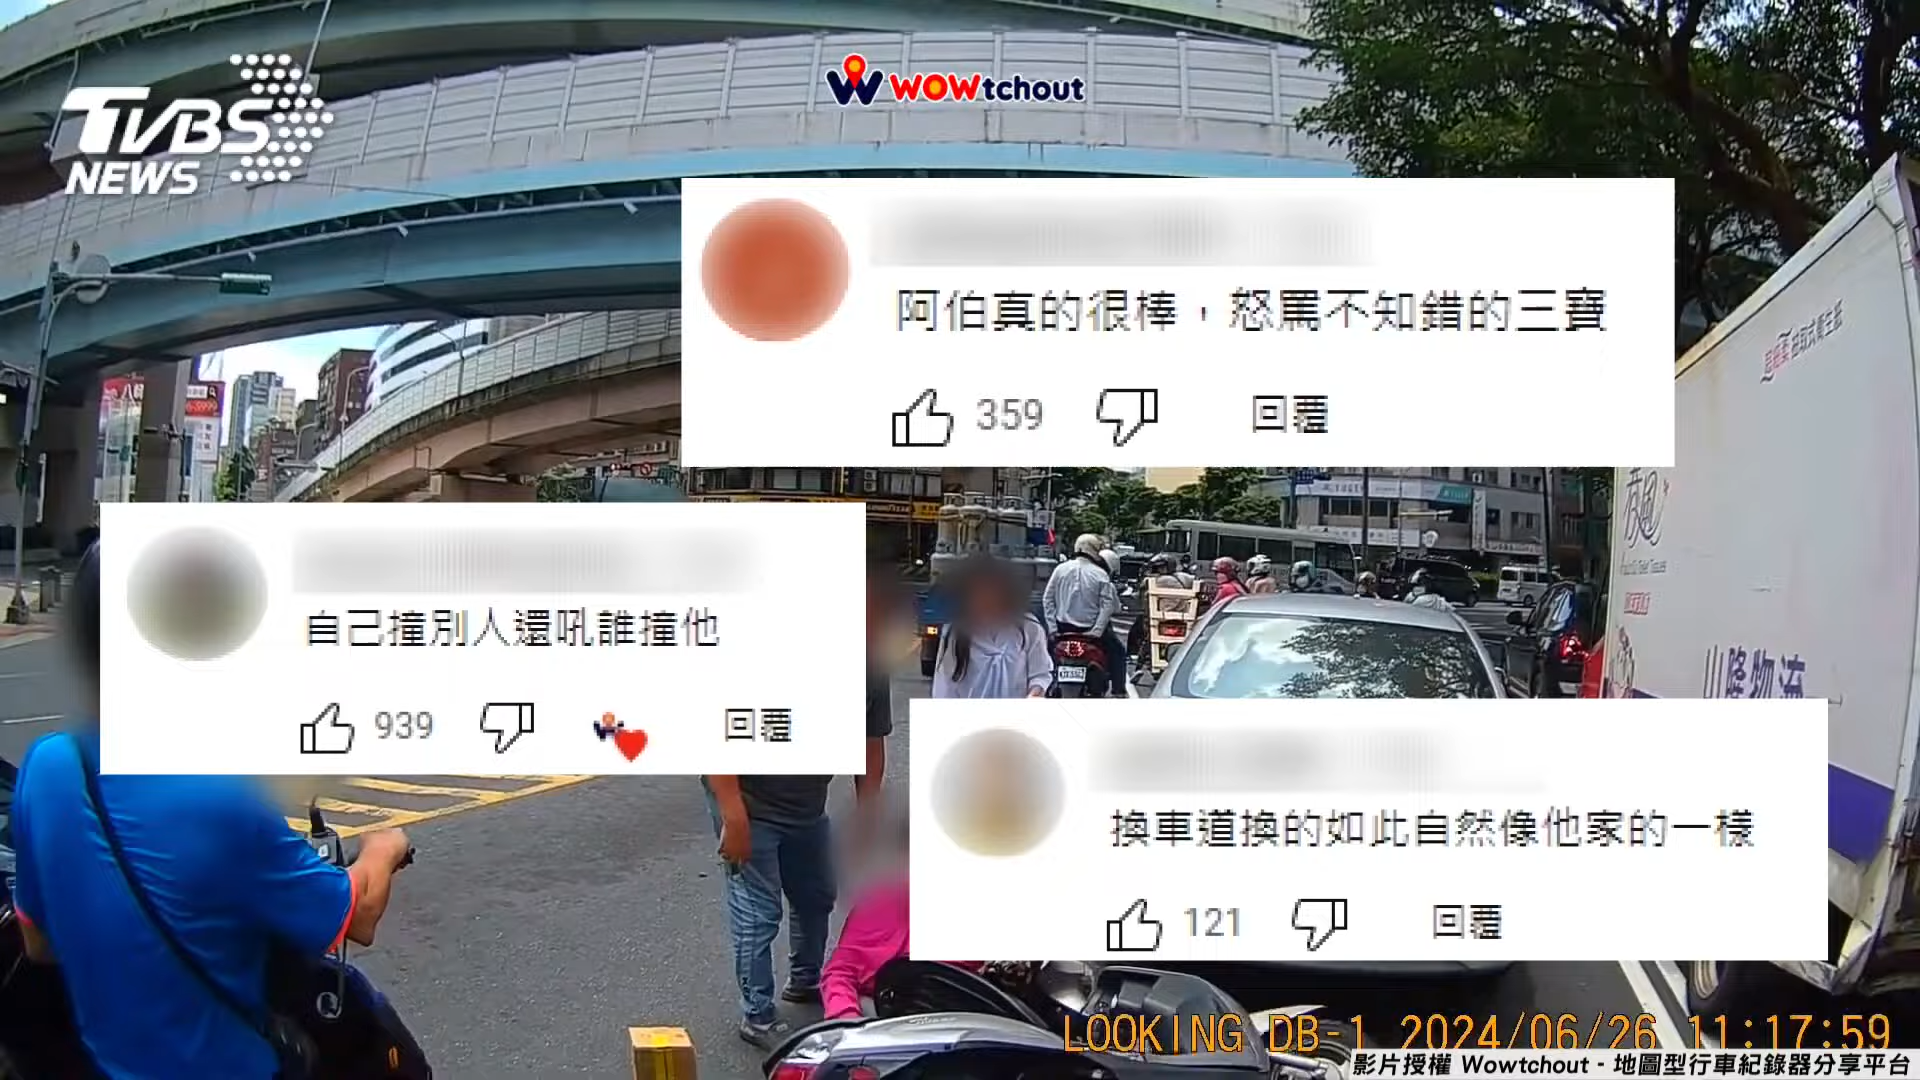 TVBS
NEWS
WOWtchout
阿伯真的很棒，怒罵不知錯的三寶
359
回覆
自己撞別人還吼誰撞他
939
回覆
換車道換的如此自然像他家的一樣
121
回覆
山隆物流
LOOKING DB-1 2024/06/26 11:17:59
影片授權 Wowtchout - 地圖型行車紀錄器分享平台